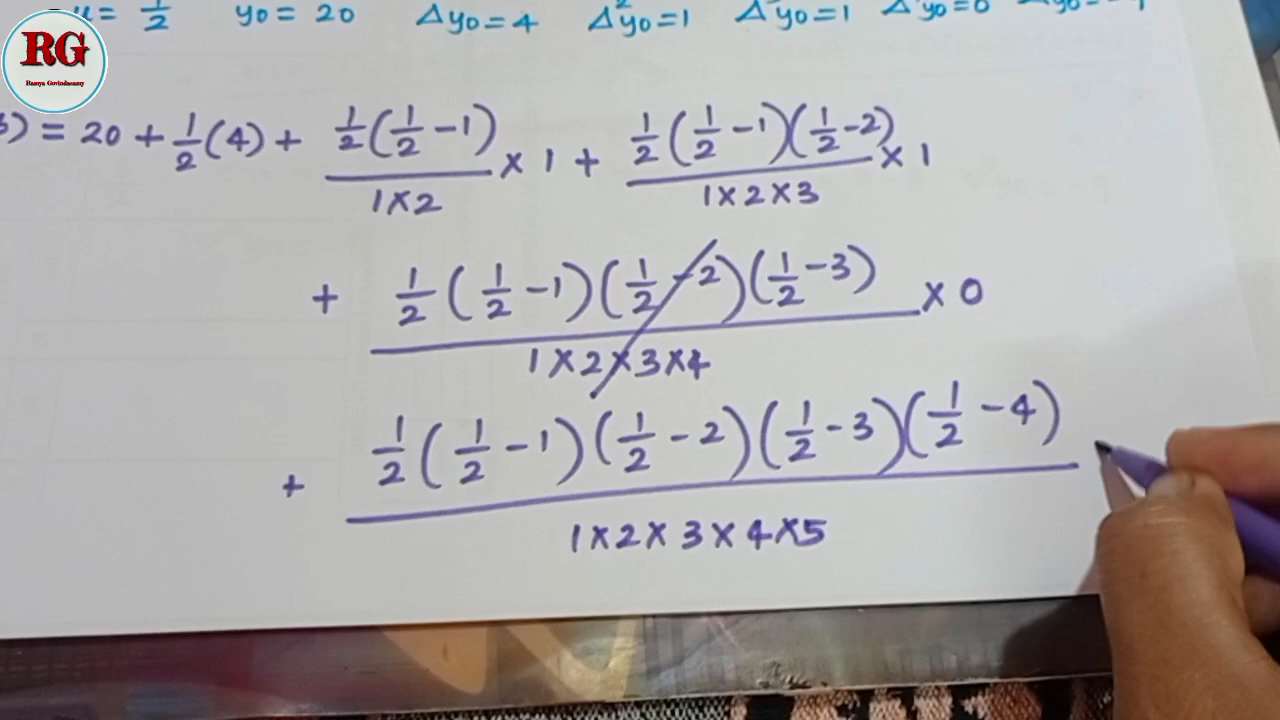 u = 1/2 y0 = 20 Δy0 = 4 Δ²y0 = 1 Δ y0 = 1 Δ y0 = 0
RG
Ramya Govindasamy
) = 20 + 1/2 (4) + 1/2 (1/2 - 1) / 1×2 × 1 + 1/2 (1/2 - 1)(1/2 - 2) / 1×2×3 × 1
+ 1/2 (1/2 - 1)(1/2 - 2)(1/2 - 3) / 1×2×3×4 × 0
+ 1/2 (1/2 - 1)(1/2 - 2)(1/2 - 3)(1/2 - 4) / 1×2×3×4×5